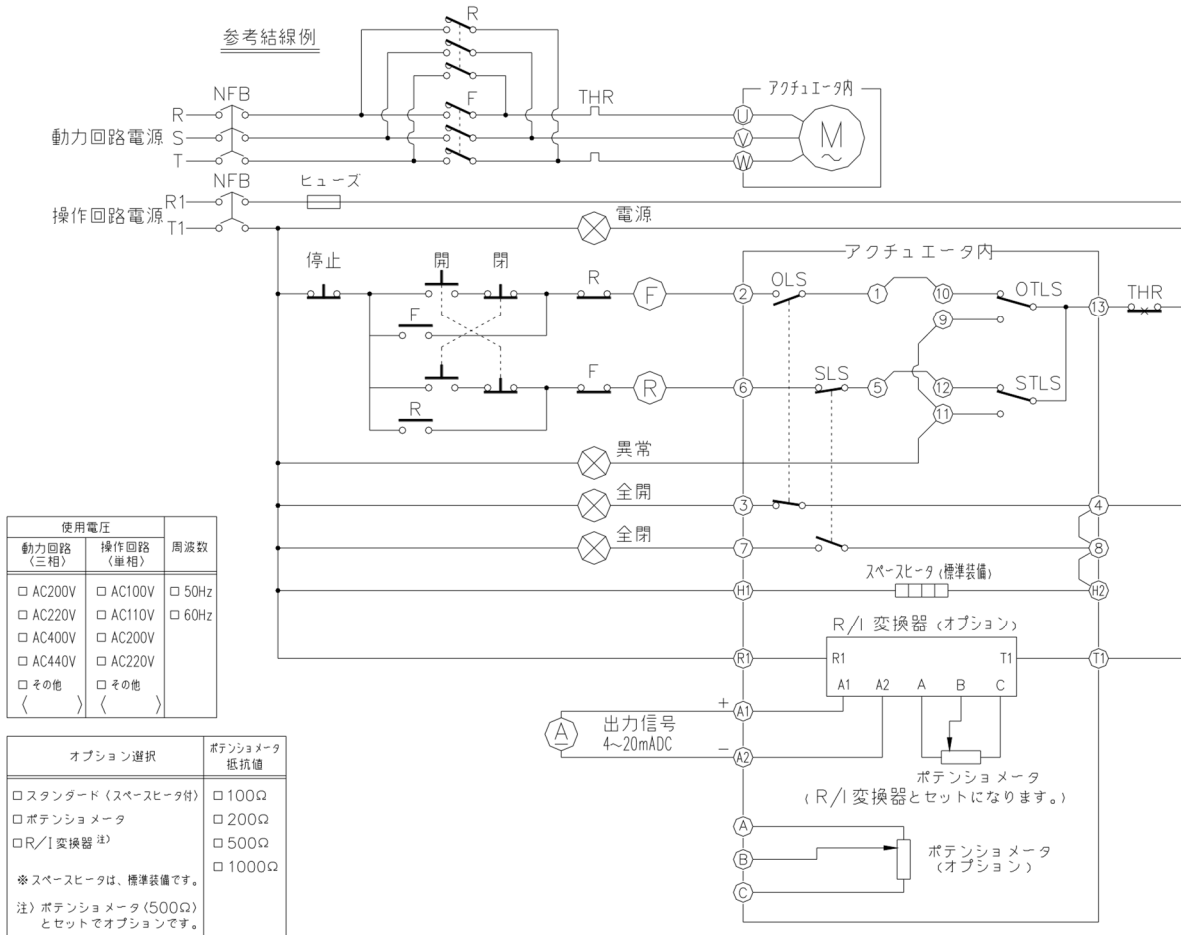 参考結線例
R
NFB
F
THR
アクチュエータ内
R
U
動力回路電源
S
V
M
~
T
W
NFB
ヒューズ
操作回路電源
R1
T1
電源
アクチュエータ内
停止
開
閉
R
F
2
OLS
1
10
OTLS
13
THR
F
9
6
SLS
5
12
STLS
F
R
R
11
異常
全開
3
4
全閉
7
8
スペースヒータ(標準装備)
H1
H2
R/I 変換器(オプション)
R1
R1
T1
T1
A1
A2
A
B
C
+
A1
A
出力信号
4~20mADC
−
A2
ポテンショメータ
(R/I変換器とセットになります。)
A
B
C
ポテンショメータ
(オプション)
使用電圧
周波数
動力回路
〈三相〉
操作回路
〈単相〉
□ AC200V □ AC100V □ 50Hz
□ AC220V □ AC110V □ 60Hz
□ AC400V □ AC200V
□ AC440V □ AC220V
□ その他 □ その他
〈 〉 〈 〉
オプション選択
ポテンショメータ
抵抗値
□スタンダード〈スペースヒータ付〉 □100Ω
□ポテンショメータ □200Ω
□R/I変換器 注) □500Ω
□1000Ω
※スペースヒータは、標準装備です。
注) ポテンショメータ〈500Ω〉
とセットでオプションです。